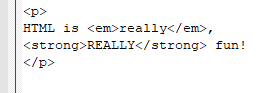 <p>
HTML is <em>really</em>,
<strong>REALLY</strong> fun!
</p>